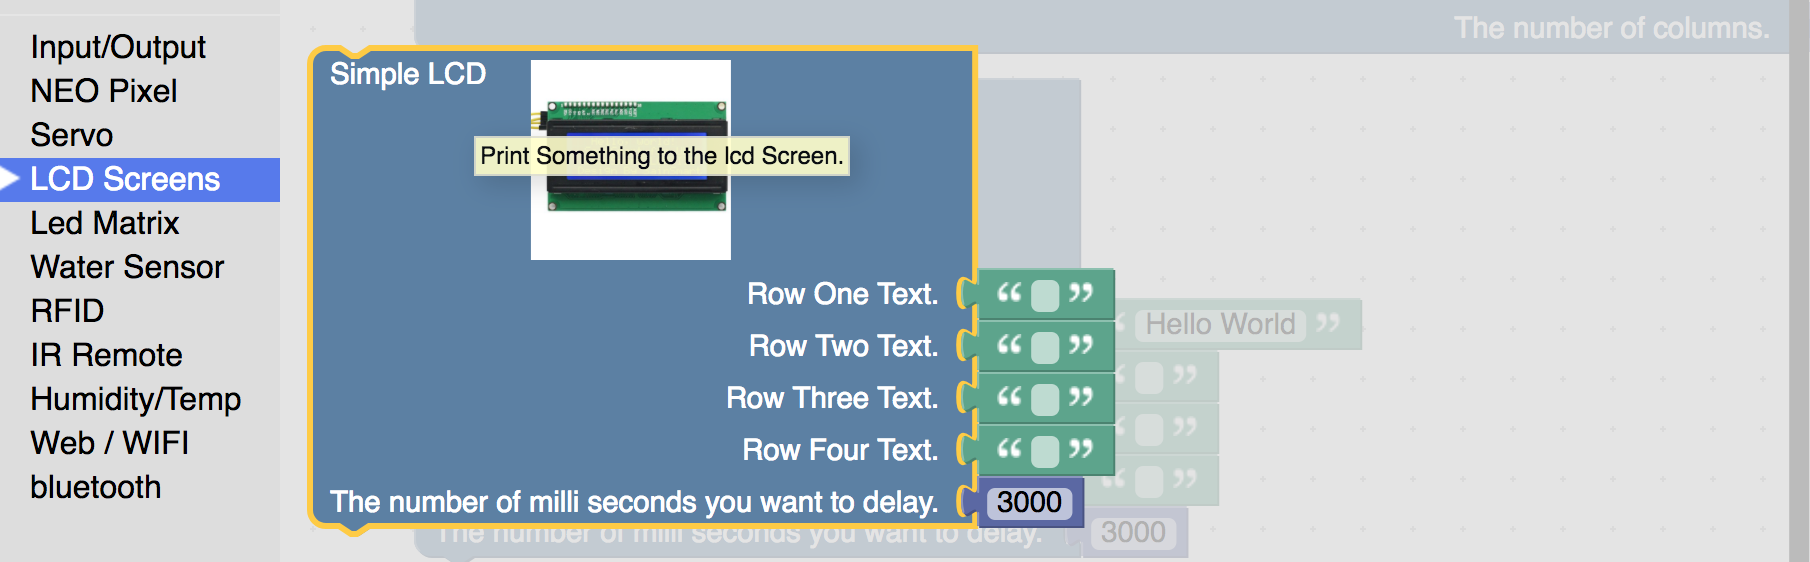 Input/Output
NEO Pixel
Servo
LCD Screens
Led Matrix
Water Sensor
RFID
IR Remote
Humidity/Temp
Web / WIFI
bluetooth
The number of columns.
Simple LCD
Print Something to the lcd Screen.
Row One Text. “ ”
Row Two Text. “ ”
Row Three Text. “ ”
Row Four Text. “ ”
The number of milli seconds you want to delay. 3000
“ Hello World ”
“ ”
“ ”
“ ”
The number of milli seconds you want to delay. 3000